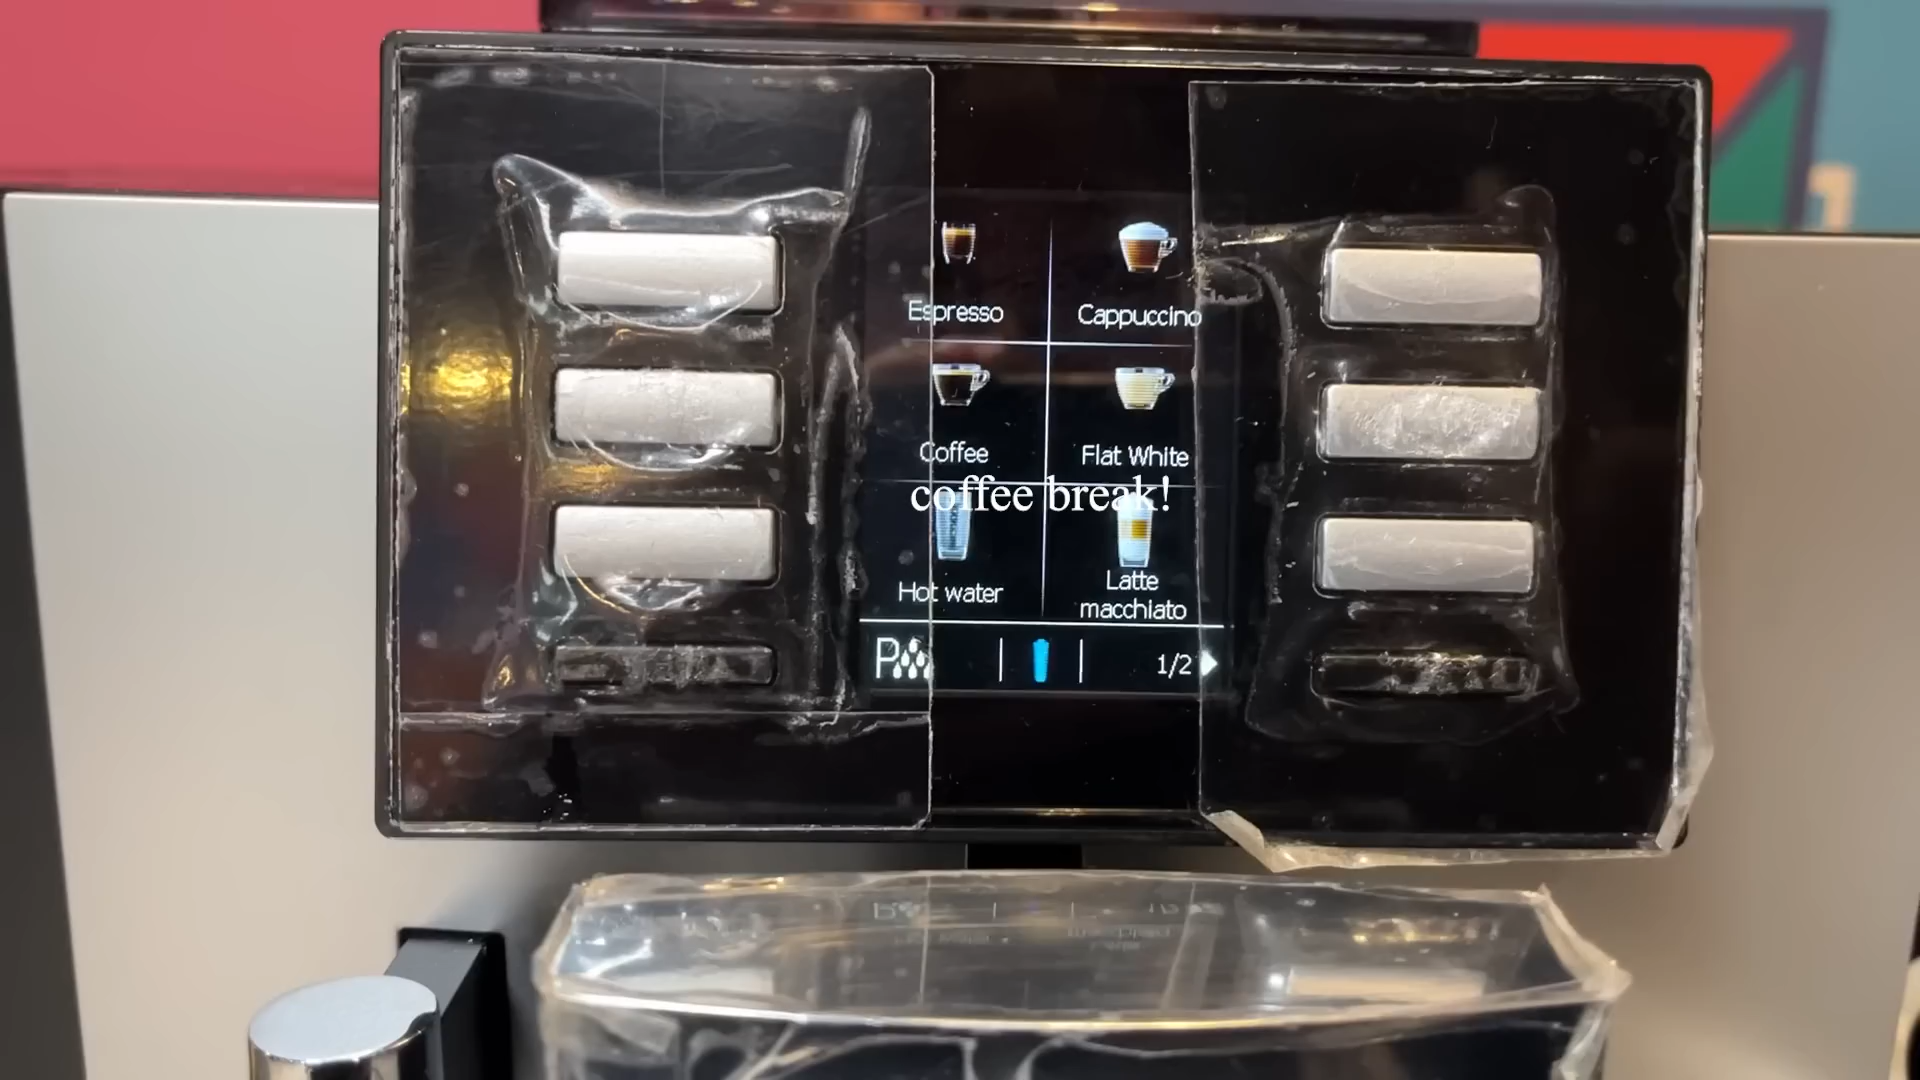 Espresso
Cappuccino
Coffee
Flat White
coffee break!
Hot water
Latte
macchiato
P
1/2